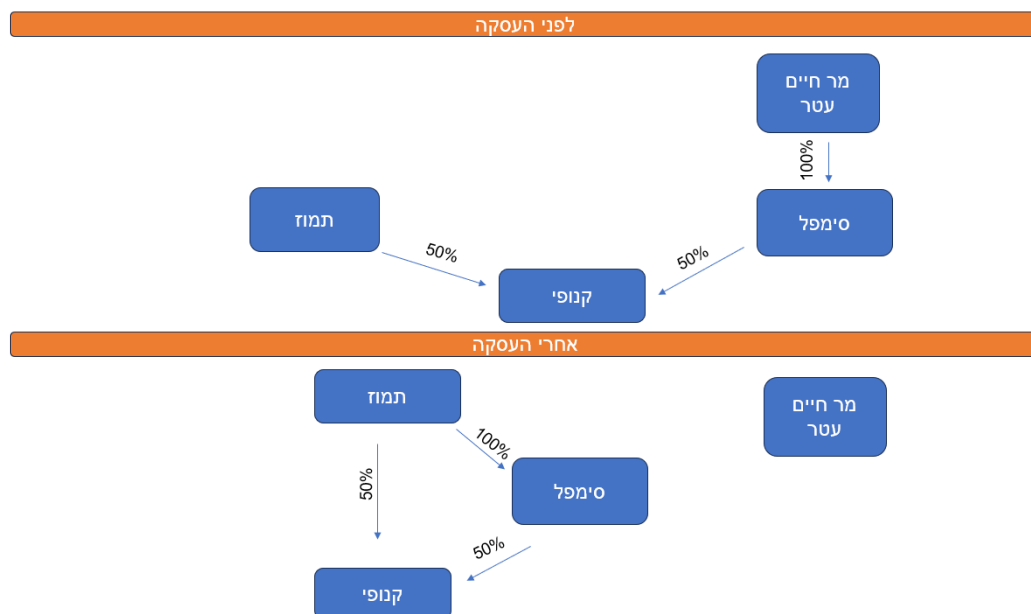 לפני העסקה
מר חיים
עטר
100%
סימפל
תמוז
50%
50%
קנופי
אחרי העסקה
מר חיים
עטר
תמוז
100%
סימפל
50%
50%
קנופי